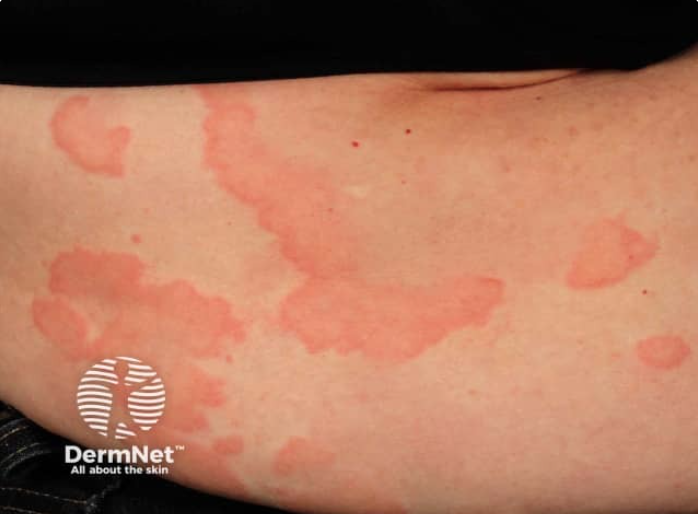 DermNet™
All about the skin